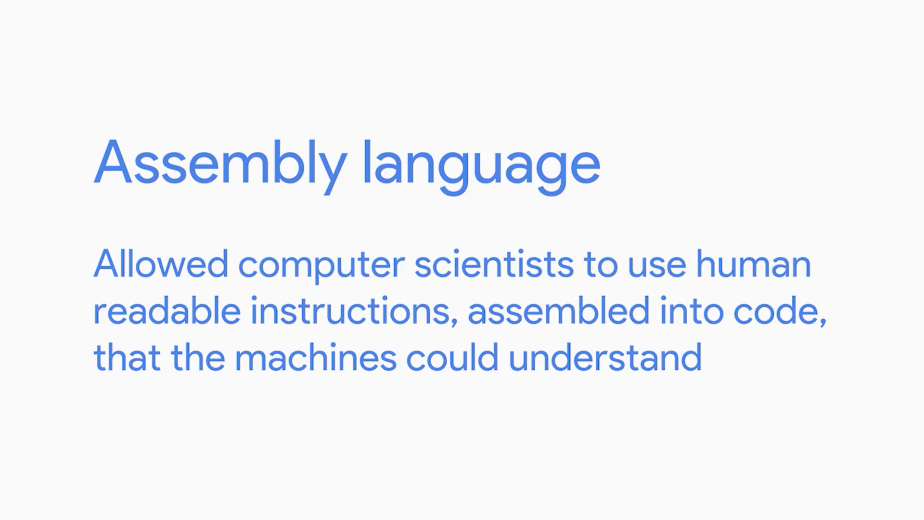 Assembly language
Allowed computer scientists to use human
readable instructions, assembled into code,
that the machines could understand